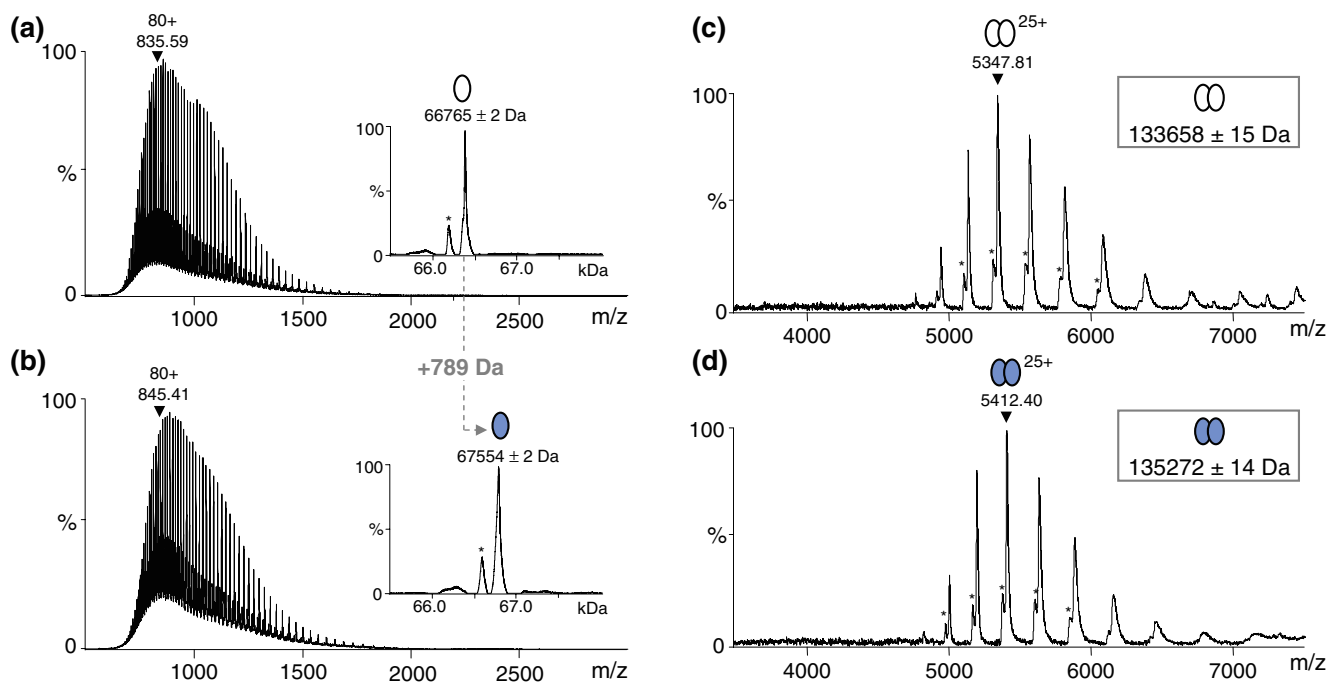 (a)
80+
835.59
100
%
0
1000
1500
2000
2500
m/z
66765 ± 2 Da
100
%
*
0
66.0
67.0
kDa
+789 Da
(b)
80+
845.41
100
%
0
1000
1500
2000
2500
m/z
67554 ± 2 Da
100
%
*
0
66.0
67.0
kDa
(c)
25+
5347.81
133658 ± 15 Da
100
%
* * * * *
0
4000
5000
6000
7000
m/z
(d)
25+
5412.40
135272 ± 14 Da
100
%
* * * * *
0
4000
5000
6000
7000
m/z